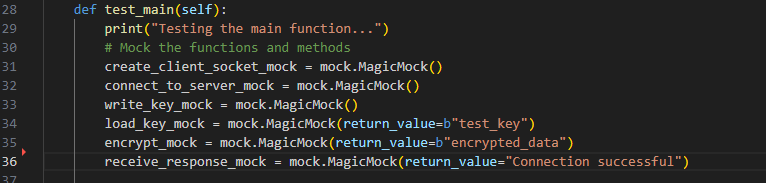 28 def test_main(self):
29 print("Testing the main function...")
30 # Mock the functions and methods
31 create_client_socket_mock = mock.MagicMock()
32 connect_to_server_mock = mock.MagicMock()
33 write_key_mock = mock.MagicMock()
34 load_key_mock = mock.MagicMock(return_value=b"test_key")
35 encrypt_mock = mock.MagicMock(return_value=b"encrypted_data")
36 receive_response_mock = mock.MagicMock(return_value="Connection successful")
37